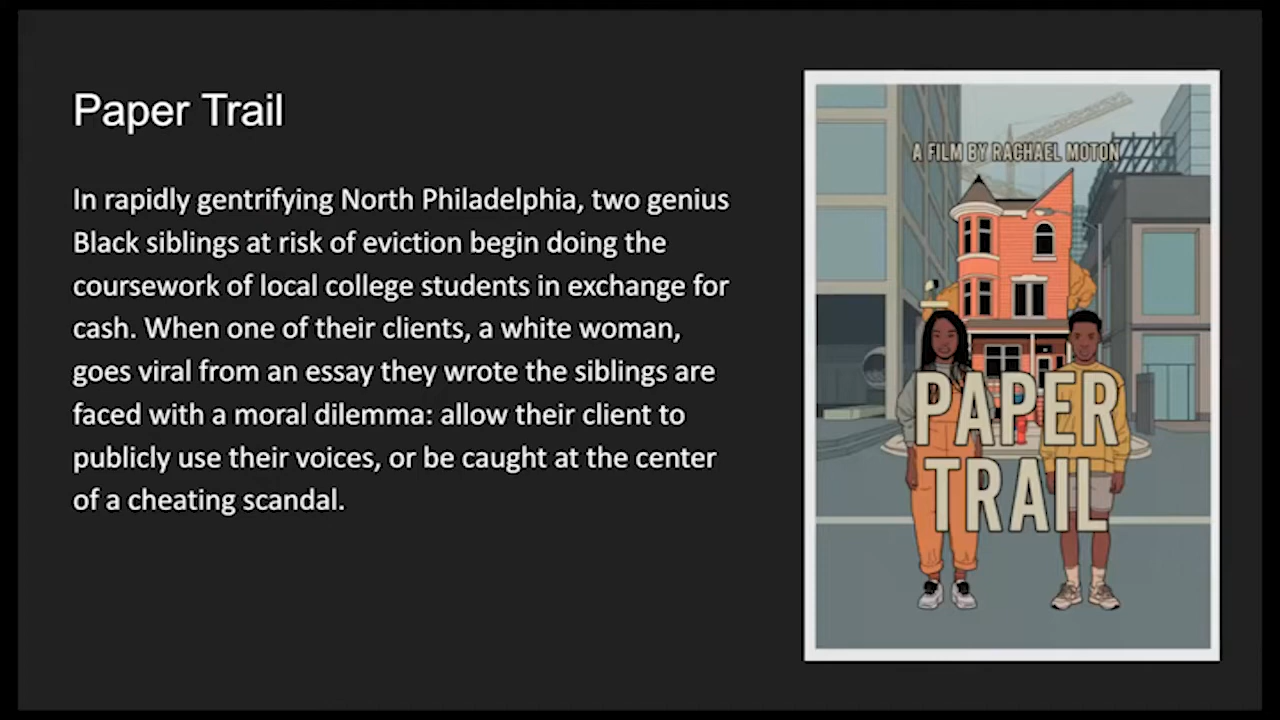 Paper Trail
In rapidly gentrifying North Philadelphia, two genius
Black siblings at risk of eviction begin doing the
coursework of local college students in exchange for
cash. When one of their clients, a white woman,
goes viral from an essay they wrote the siblings are
faced with a moral dilemma: allow their client to
publicly use their voices, or be caught at the center
of a cheating scandal.
A FILM BY RACHAEL MOTON
PAPER
TRAIL